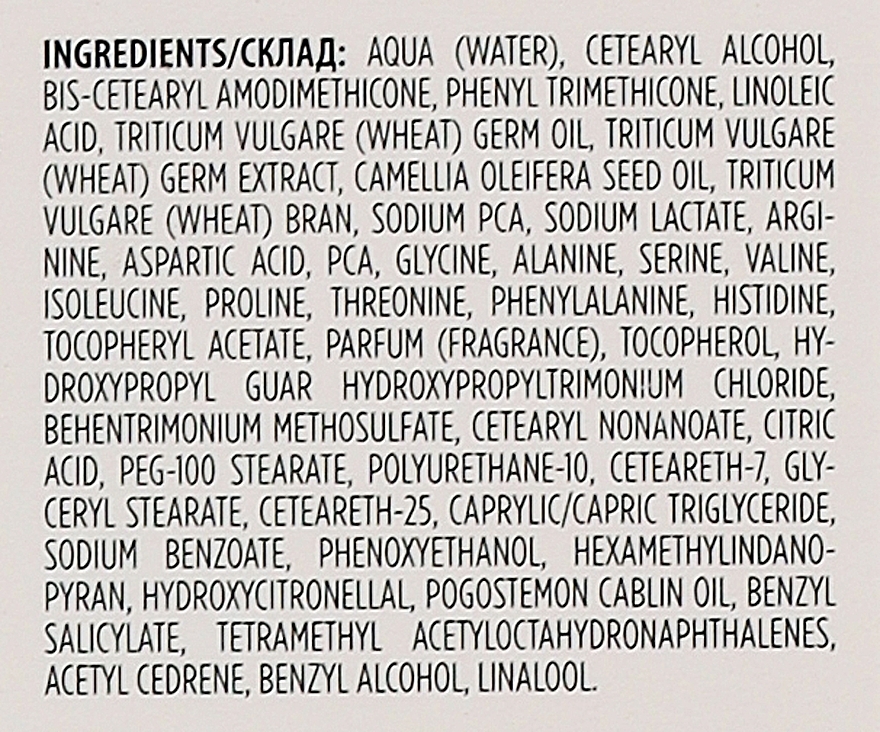 INGREDIENTS/СКЛАД: AQUA (WATER), CETEARYL ALCOHOL,
BIS-CETEARYL AMODIMETHICONE, PHENYL TRIMETHICONE, LINOLEIC
ACID, TRITICUM VULGARE (WHEAT) GERM OIL, TRITICUM VULGARE
(WHEAT) GERM EXTRACT, CAMELLIA OLEIFERA SEED OIL, TRITICUM
VULGARE (WHEAT) BRAN, SODIUM PCA, SODIUM LACTATE, ARGI-
NINE, ASPARTIC ACID, PCA, GLYCINE, ALANINE, SERINE, VALINE,
ISOLEUCINE, PROLINE, THREONINE, PHENYLALANINE, HISTIDINE,
TOCOPHERYL ACETATE, PARFUM (FRAGRANCE), TOCOPHEROL, HY-
DROXYPROPYL GUAR HYDROXYPROPYLTRIMONIUM CHLORIDE,
BEHENTRIMONIUM METHOSULFATE, CETEARYL NONANOATE, CITRIC
ACID, PEG-100 STEARATE, POLYURETHANE-10, CETEARETH-7, GLY-
CERYL STEARATE, CETEARETH-25, CAPRYLIC/CAPRIC TRIGLYCERIDE,
SODIUM BENZOATE, PHENOXYETHANOL, HEXAMETHYLINDANO-
PYRAN, HYDROXYCITRONELLAL, POGOSTEMON CABLIN OIL, BENZYL
SALICYLATE, TETRAMETHYL ACETYLOCTAHYDRONAPHTHALENES,
ACETYL CEDRENE, BENZYL ALCOHOL, LINALOOL.